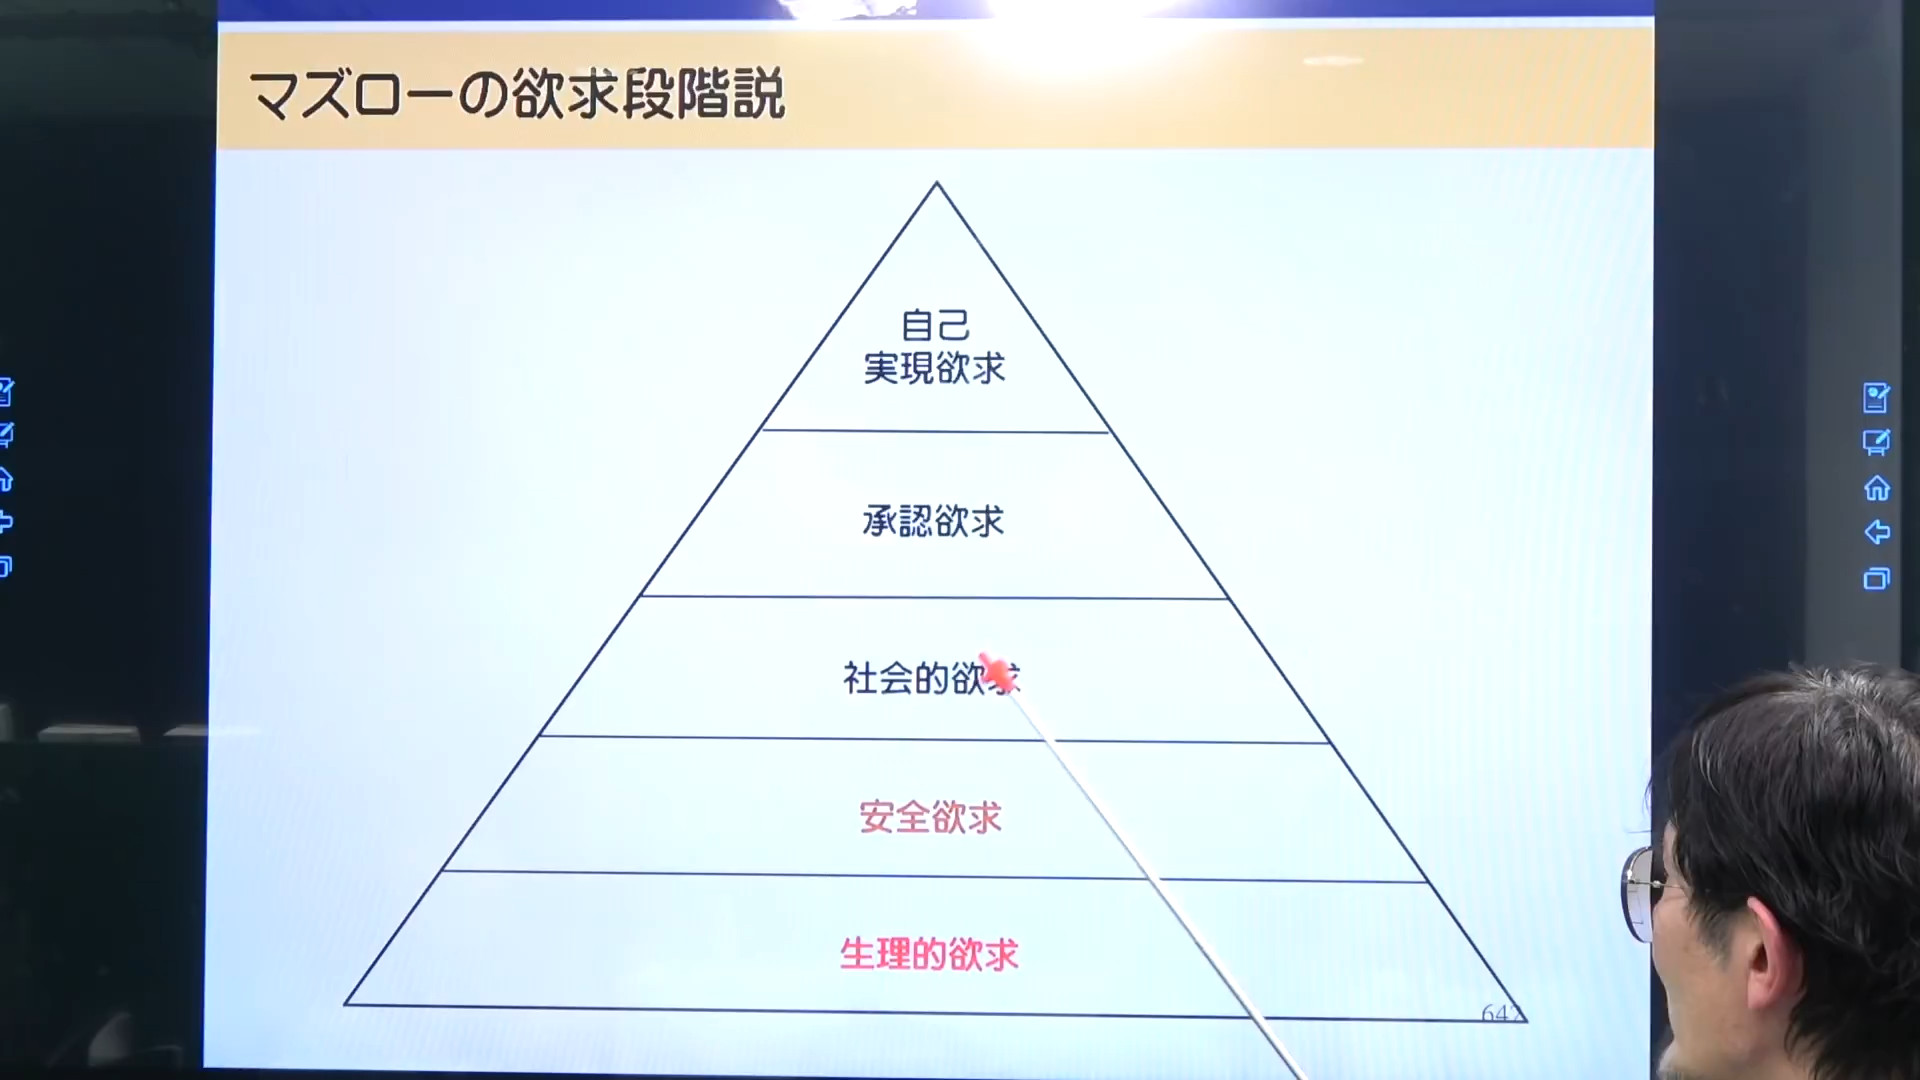 マズローの欲求段階説
自己
実現欲求
承認欲求
社会的欲求
安全欲求
生理的欲求